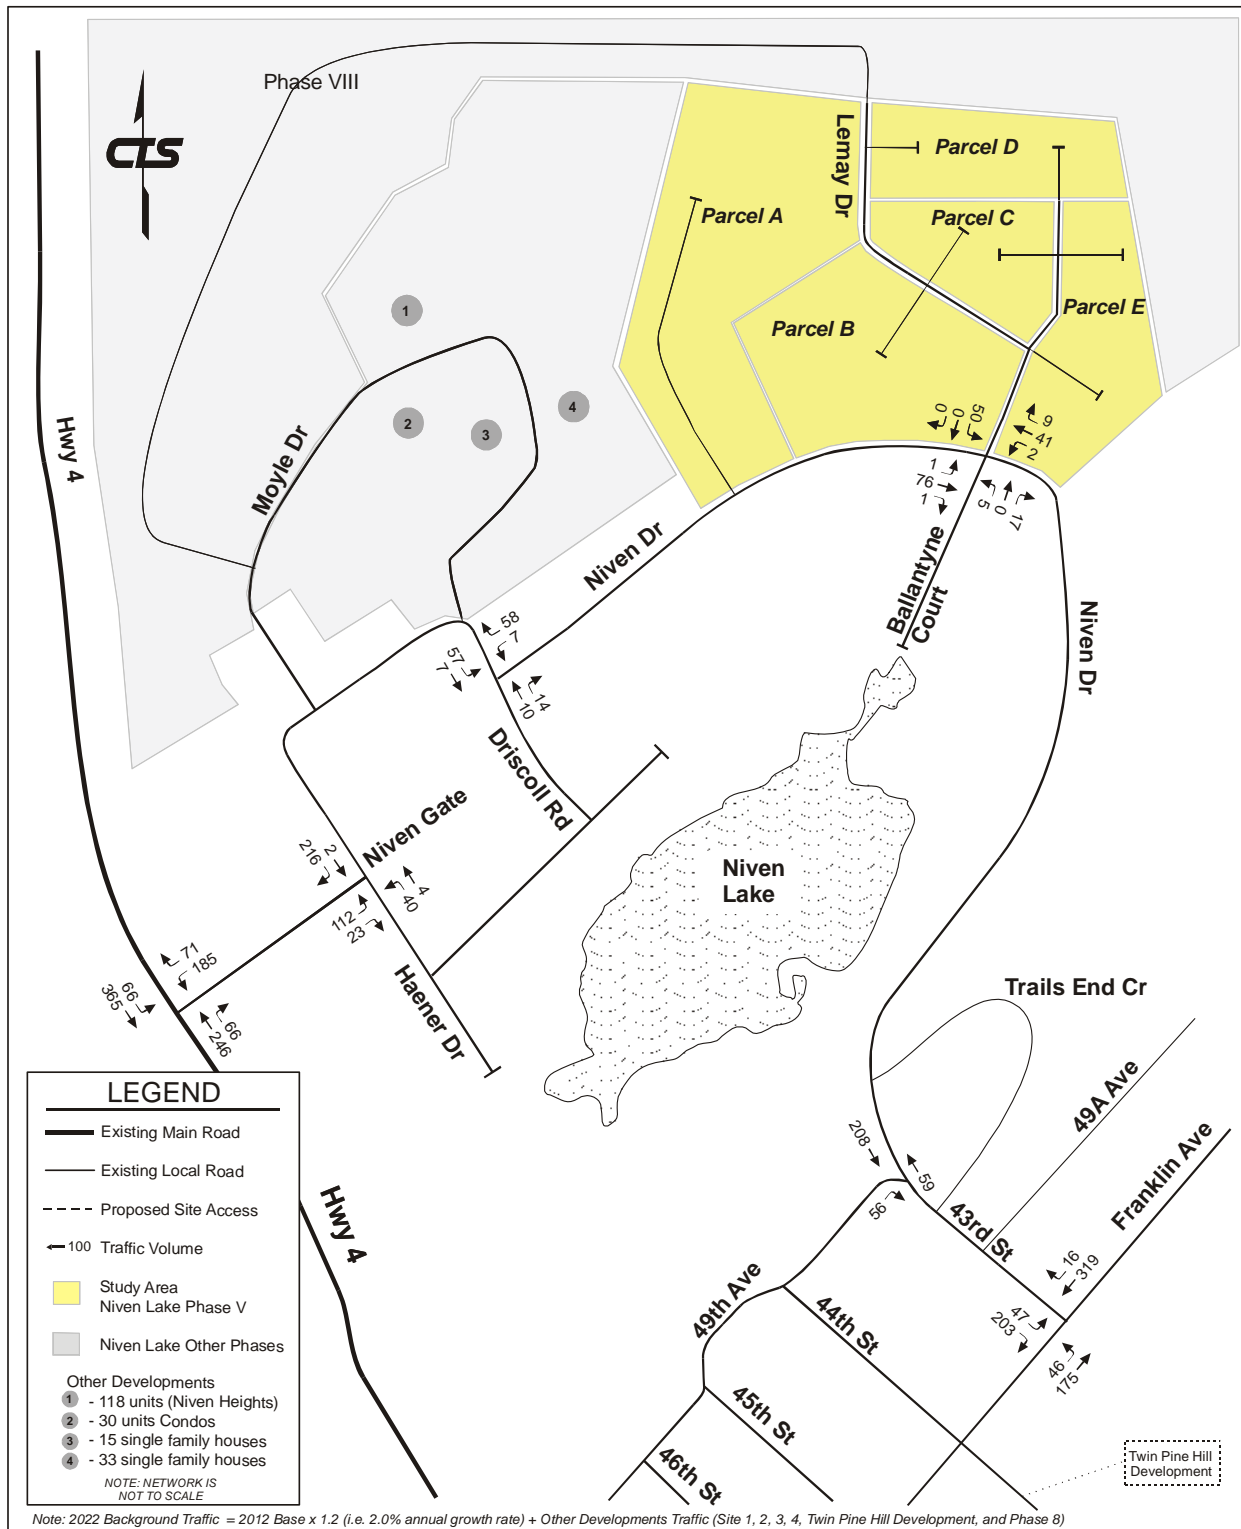 Phase VIII
CTS
Lemay Dr
Parcel D
Parcel A
Parcel C
Parcel E
Parcel B
1
2
3
4
Hwy 4
Moyle Dr
Niven Dr
0
0
50
9
41
2
1
76
1
5
0
17
Ballantyne
Court
Niven Dr
58
7
57
7
14
10
Driscoll Rd
Niven Gate
2
216
4
40
112
23
Niven
Lake
71
185
66
365
66
246
Haener Dr
Trails End Cr
49A Ave
Franklin Ave
208
59
56
43rd St
16
319
47
203
46
175
49th Ave
44th St
45th St
46th St
Hwy 4
Twin Pine Hill
Development
LEGEND
Existing Main Road
Existing Local Road
Proposed Site Access
100 Traffic Volume
Study Area
Niven Lake Phase V
Niven Lake Other Phases
Other Developments
1 - 118 units (Niven Heights)
2 - 30 units Condos
3 - 15 single family houses
4 - 33 single family houses
NOTE: NETWORK IS
NOT TO SCALE
Note: 2022 Background Traffic = 2012 Base x 1.2 (i.e. 2.0% annual growth rate) + Other Developments Traffic (Site 1, 2, 3, 4, Twin Pine Hill Development, and Phase 8)